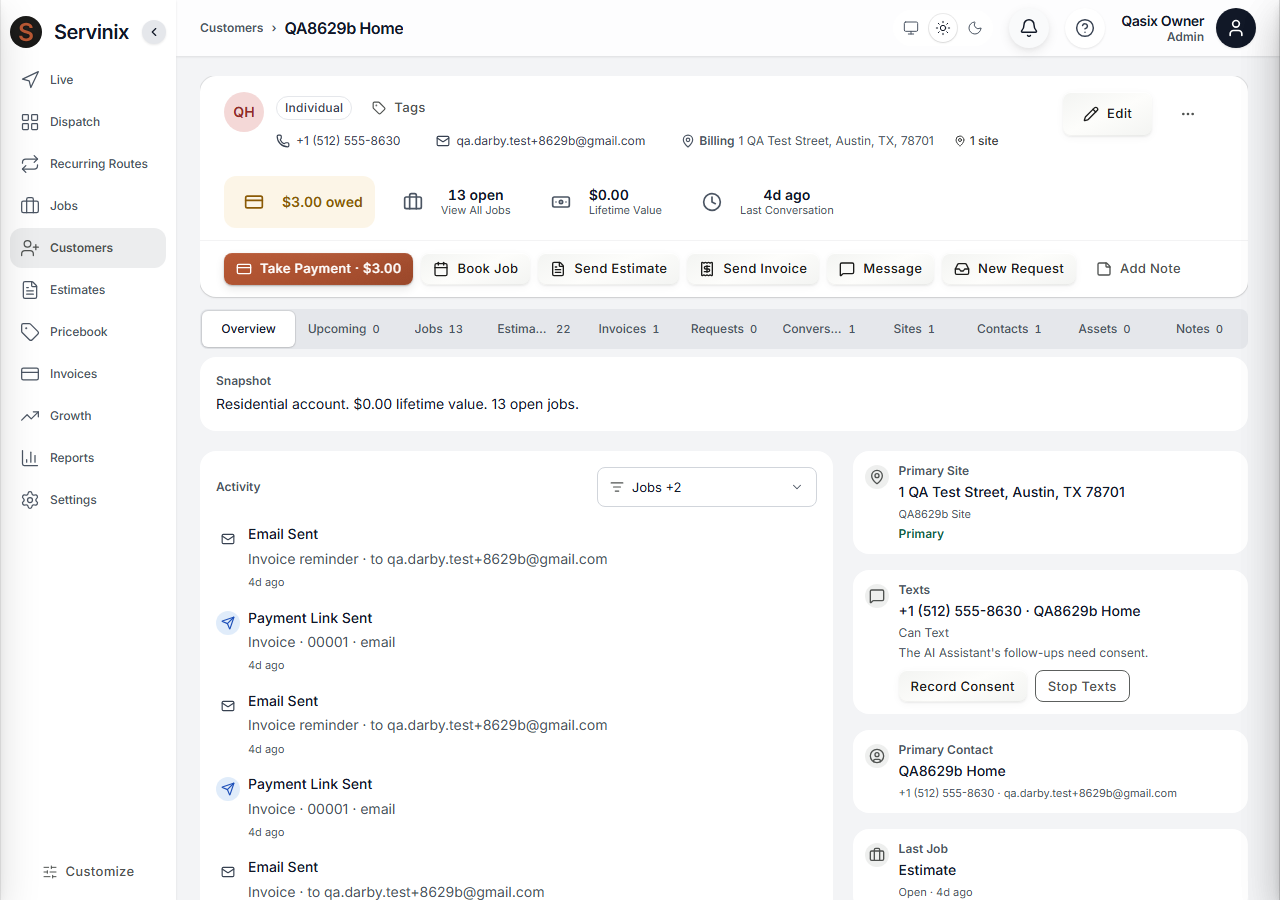 Servinix
Live
Dispatch
Recurring Routes
Jobs
Customers
Estimates
Pricebook
Invoices
Growth
Reports
Settings
Customize
Customers › QA8629b Home
Qasix Owner
Admin
QH
Individual
Tags
Edit
+1 (512) 555-8630
qa.darby.test+8629b@gmail.com
Billing 1 QA Test Street, Austin, TX, 78701
1 site
$3.00 owed
13 open
View All Jobs
$0.00
Lifetime Value
4d ago
Last Conversation
Take Payment · $3.00
Book Job
Send Estimate
Send Invoice
Message
New Request
Add Note
Overview
Upcoming 0
Jobs 13
Estima... 22
Invoices 1
Requests 0
Convers... 1
Sites 1
Contacts 1
Assets 0
Notes 0
Snapshot
Residential account. $0.00 lifetime value. 13 open jobs.
Activity
Jobs +2
Email Sent
Invoice reminder · to qa.darby.test+8629b@gmail.com
4d ago
Payment Link Sent
Invoice · 00001 · email
4d ago
Email Sent
Invoice reminder · to qa.darby.test+8629b@gmail.com
4d ago
Payment Link Sent
Invoice · 00001 · email
4d ago
Email Sent
Invoice · to qa.darby.test+8629b@gmail.com
Primary Site
1 QA Test Street, Austin, TX 78701
QA8629b Site
Primary
Texts
+1 (512) 555-8630 · QA8629b Home
Can Text
The AI Assistant's follow-ups need consent.
Record Consent
Stop Texts
Primary Contact
QA8629b Home
+1 (512) 555-8630 · qa.darby.test+8629b@gmail.com
Last Job
Estimate
Open · 4d ago